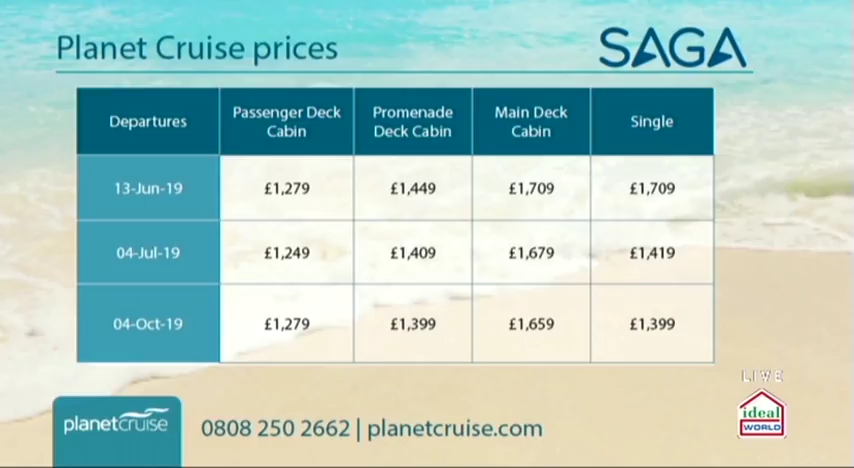 Planet Cruise prices
SAGA
Departures
Passenger Deck
Cabin
Promenade
Deck Cabin
Main Deck
Cabin
Single
13-Jun-19
£1,279
£1,449
£1,709
£1,709
04-Jul-19
£1,249
£1,409
£1,679
£1,419
04-Oct-19
£1,279
£1,399
£1,659
£1,399
LIVE
ideal
WORLD
planetcruise
0808 250 2662 | planetcruise.com